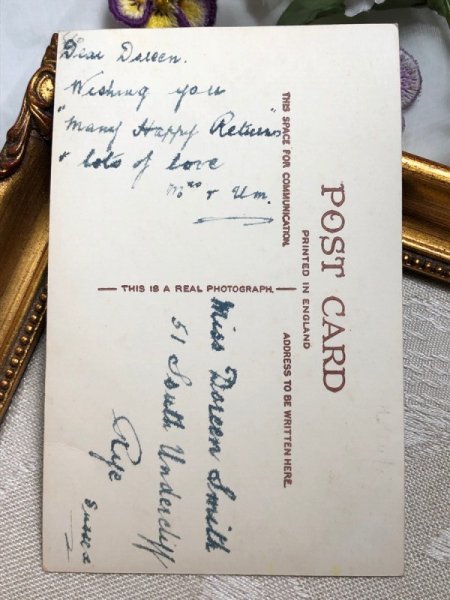 Dear Doreen.
Wishing you
"Many Happy Returns"
& lots of love
POST CARD
PRINTED IN ENGLAND
THIS SPACE FOR COMMUNICATION.
ADDRESS TO BE WRITTEN HERE.
THIS IS A REAL PHOTOGRAPH.
Miss Doreen Smith
51 South Undercliff
Rye
Sussex